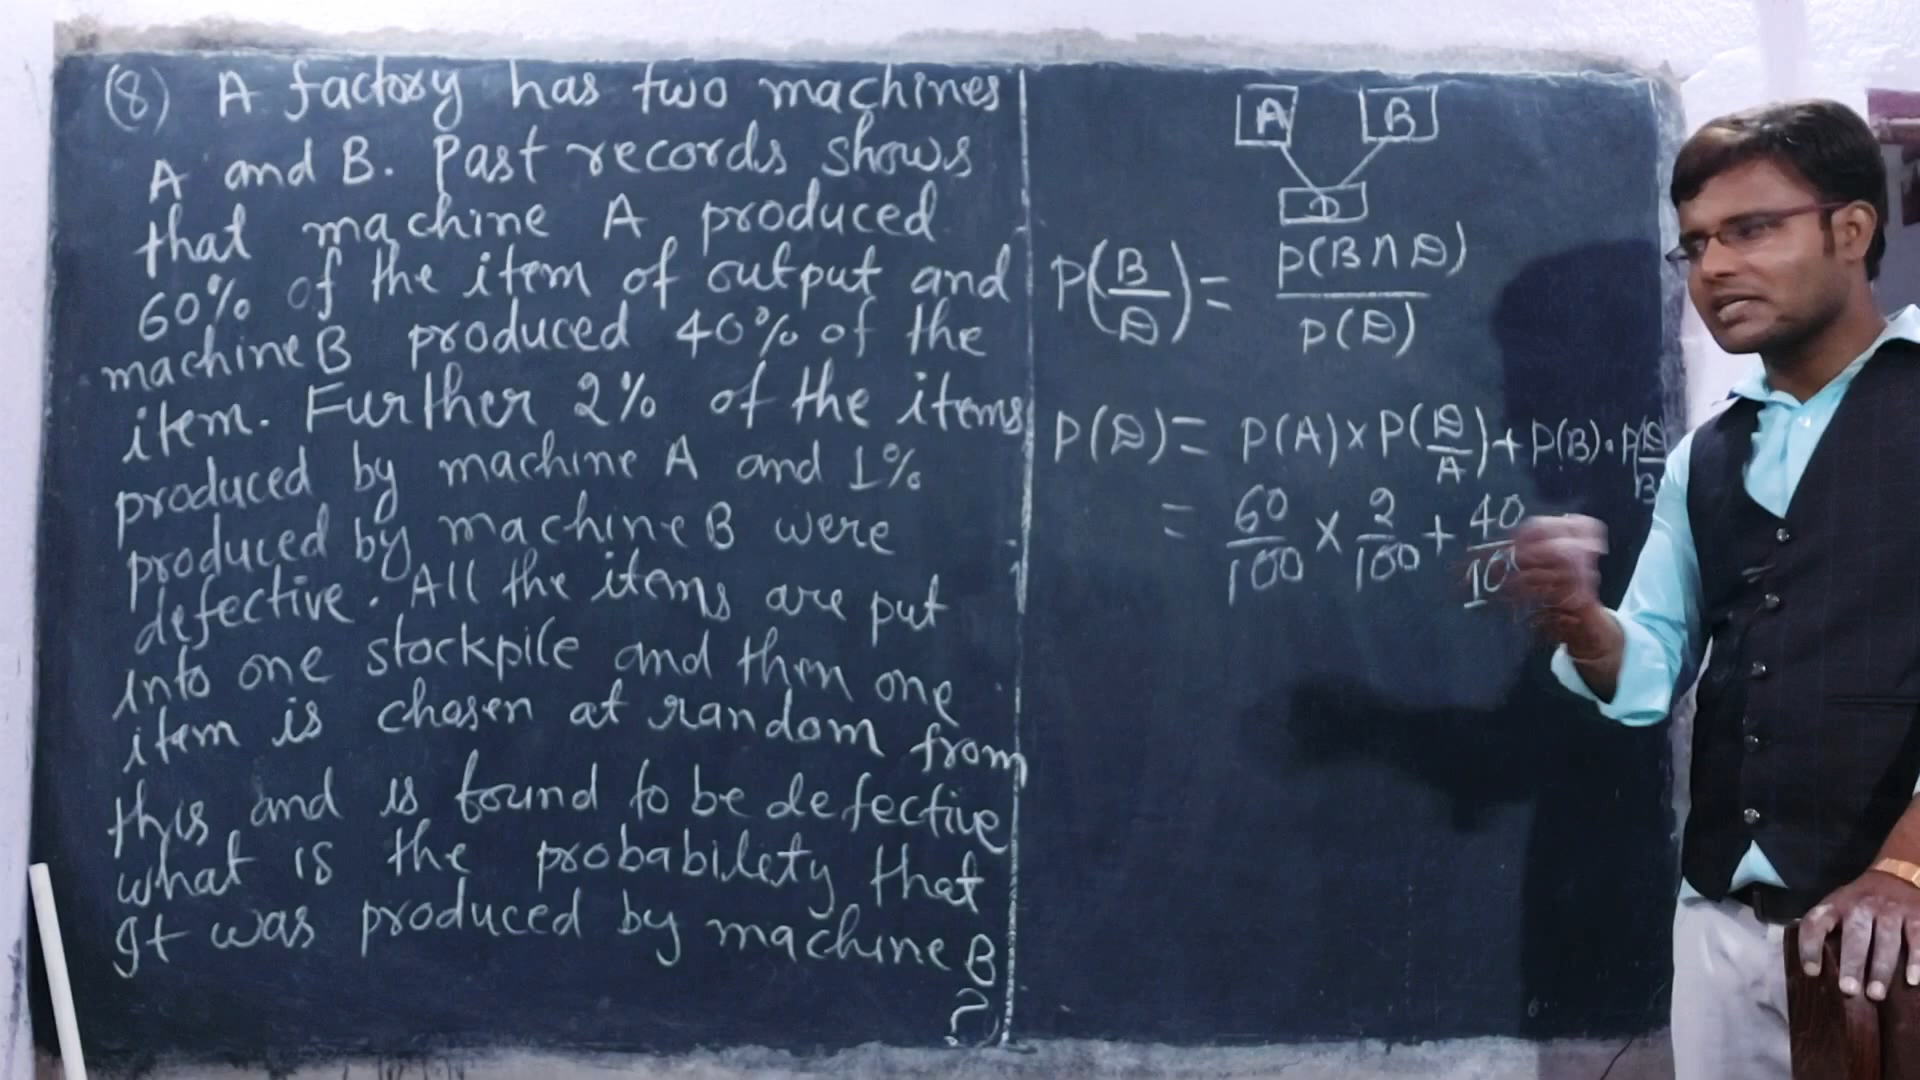 (8) A factory has two machines
A and B. Past records shows
that machine A produced
60% of the item of output and
machine B produced 40% of the
item. Further 2% of the items
produced by machine A and 1%
produced by machine B were
defective. All the items are put
into one stockpile and then one
item is chosen at random from
this and is found to be defective
what is the probability that
It was produced by machine B
?
A B
D
P(B/D) = P(B∩D)/P(D)
P(D) = P(A) × P(D/A) + P(B) · P(D/B)
= 60/100 × 2/100 + 40